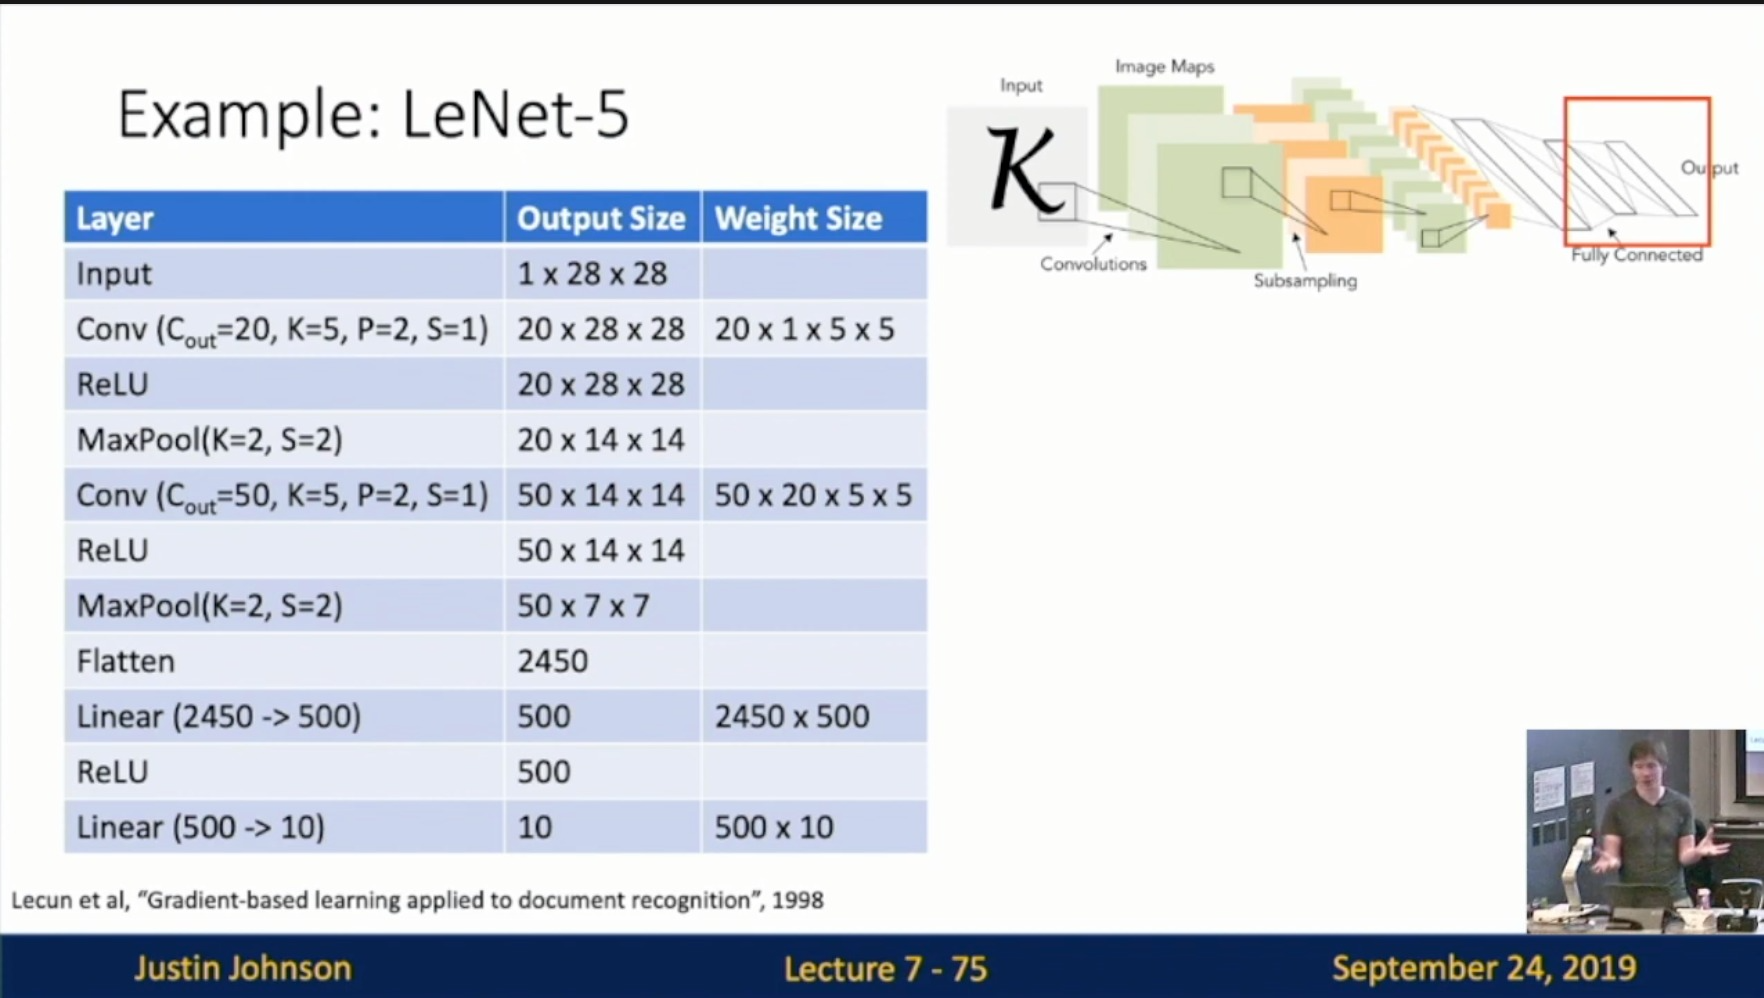 Example: LeNet-5
Input
Image Maps
Convolutions
Subsampling
Fully Connected
Output
Layer Output Size Weight Size
Input 1 x 28 x 28
Conv (Cout=20, K=5, P=2, S=1) 20 x 28 x 28 20 x 1 x 5 x 5
ReLU 20 x 28 x 28
MaxPool(K=2, S=2) 20 x 14 x 14
Conv (Cout=50, K=5, P=2, S=1) 50 x 14 x 14 50 x 20 x 5 x 5
ReLU 50 x 14 x 14
MaxPool(K=2, S=2) 50 x 7 x 7
Flatten 2450
Linear (2450 -> 500) 500 2450 x 500
ReLU 500
Linear (500 -> 10) 10 500 x 10
Lecun et al, “Gradient-based learning applied to document recognition”, 1998
Justin Johnson Lecture 7 - 75 September 24, 2019